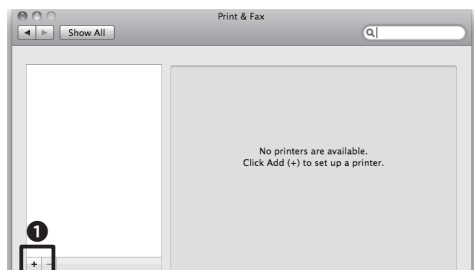 Print & Fax
Show All
No printers are available.
Click Add (+) to set up a printer.
1
+ −